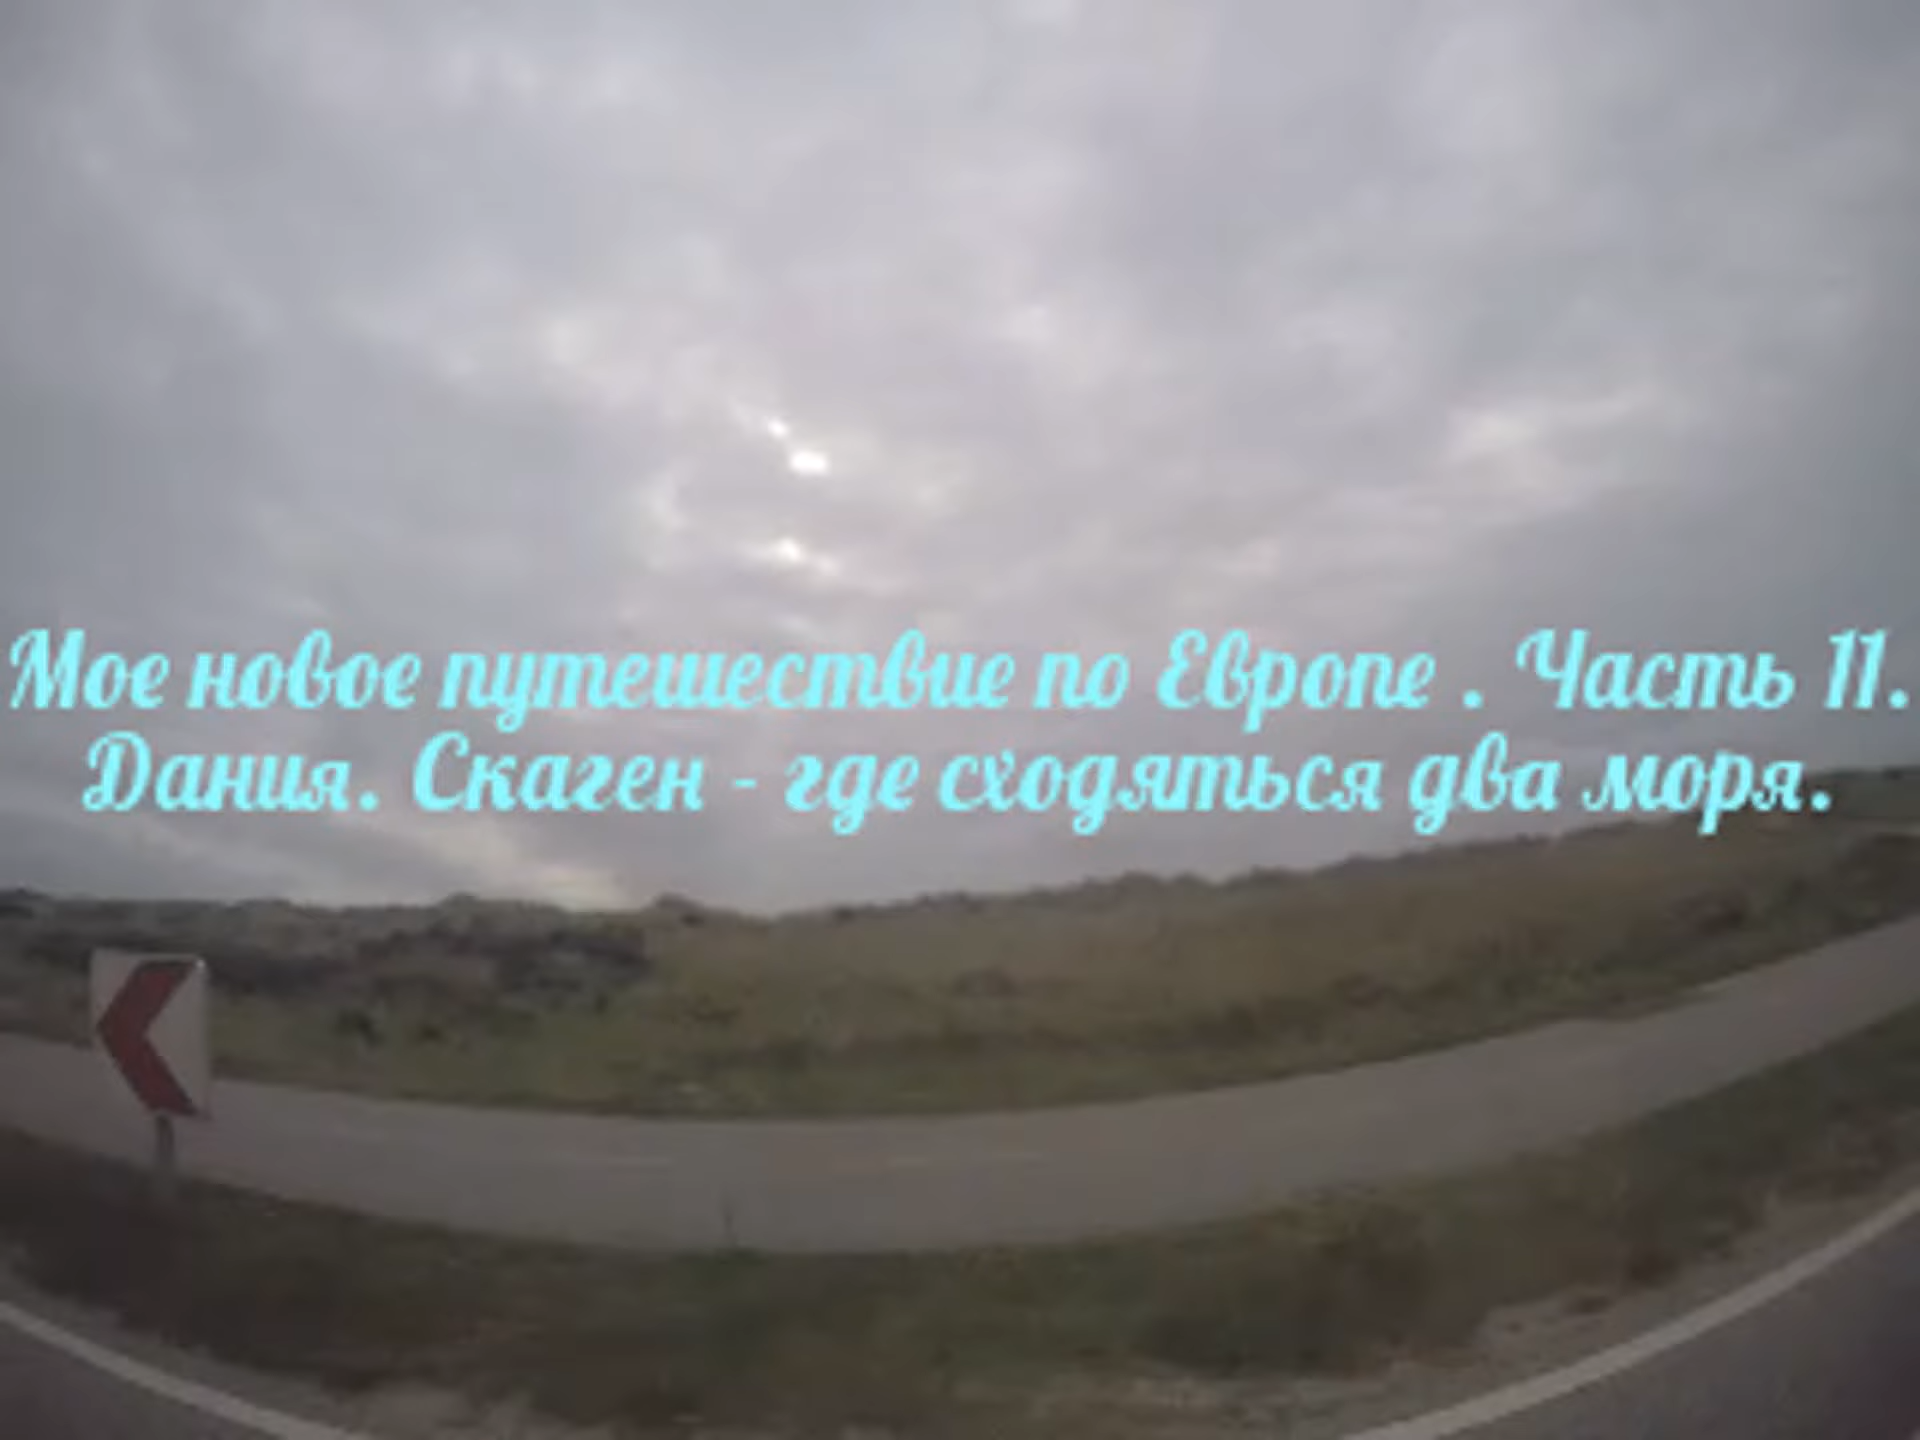 Мое новое путешествие по Европе . Часть 11.
Дания. Скаген - где сходяться два моря.